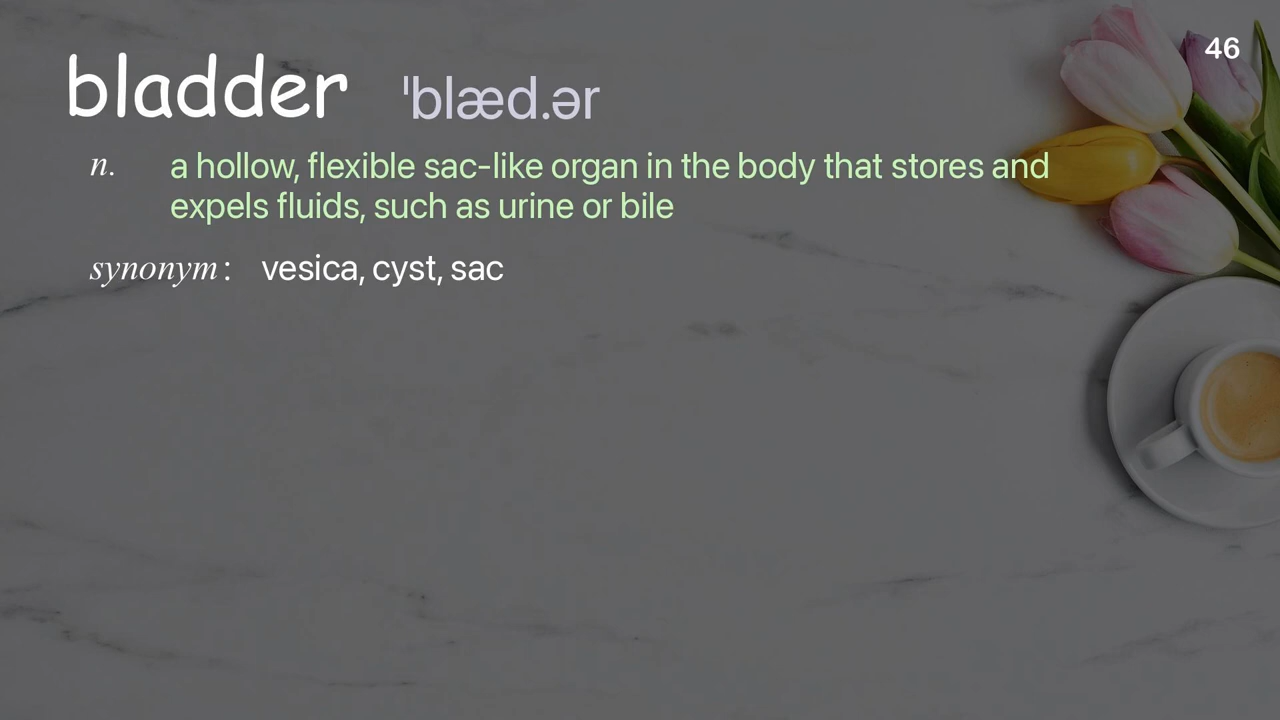 46
bladder ˈblæd.ər
n. a hollow, flexible sac-like organ in the body that stores and
expels fluids, such as urine or bile
synonym: vesica, cyst, sac